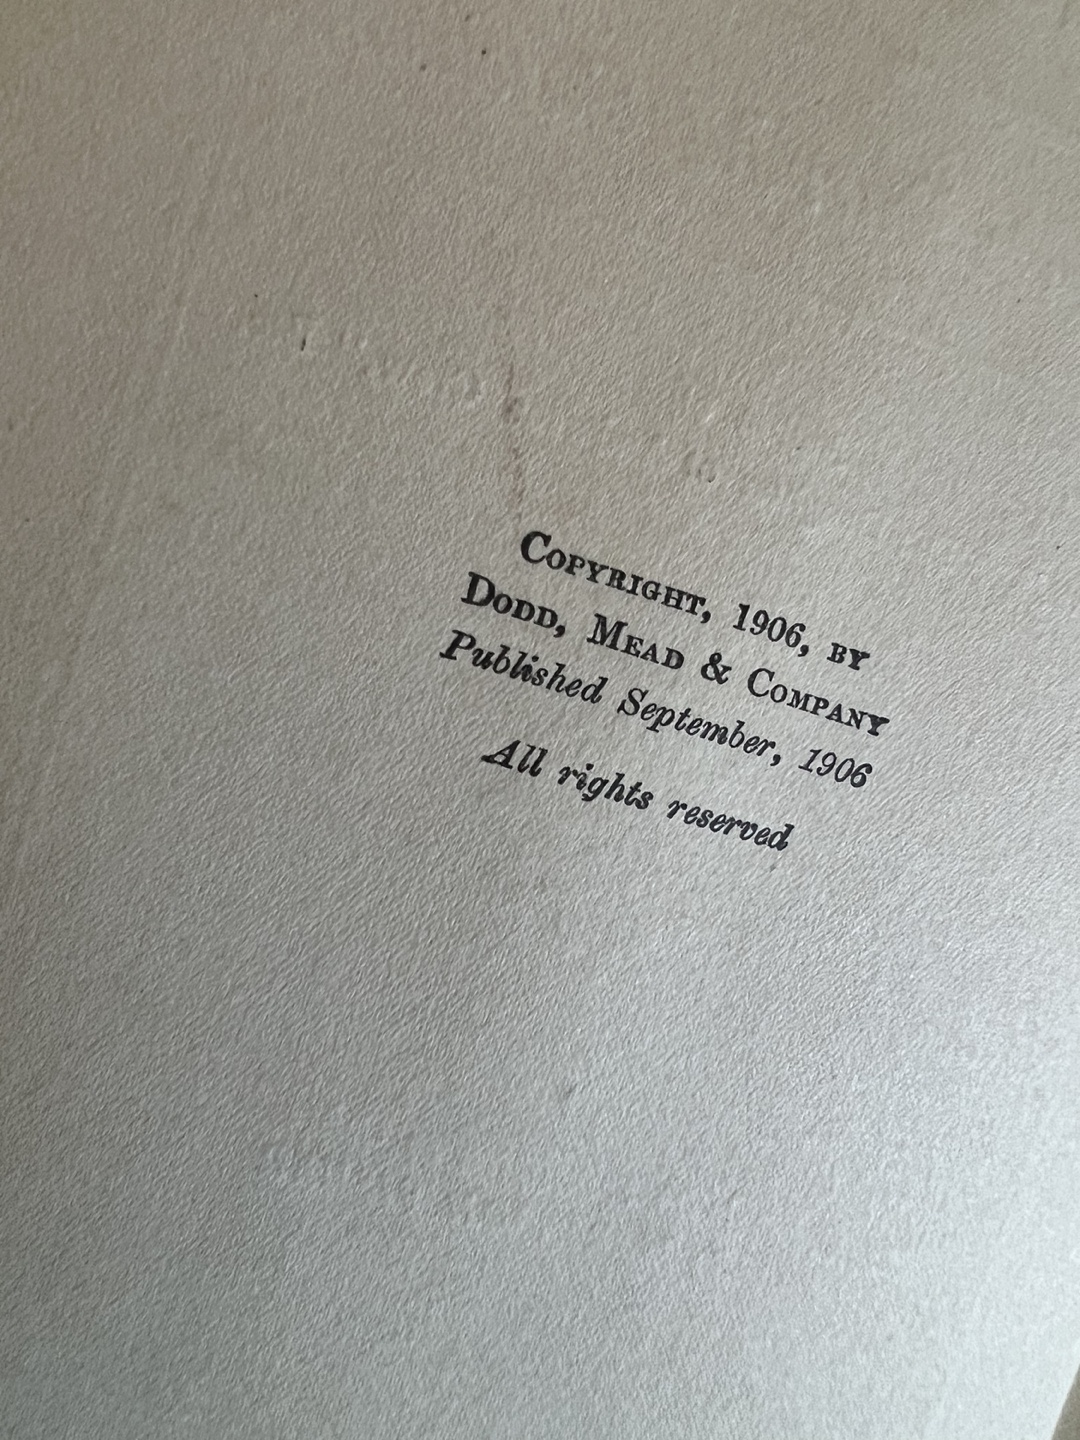 Copyright, 1906, by
Dodd, Mead & Company
Published September, 1906
All rights reserved